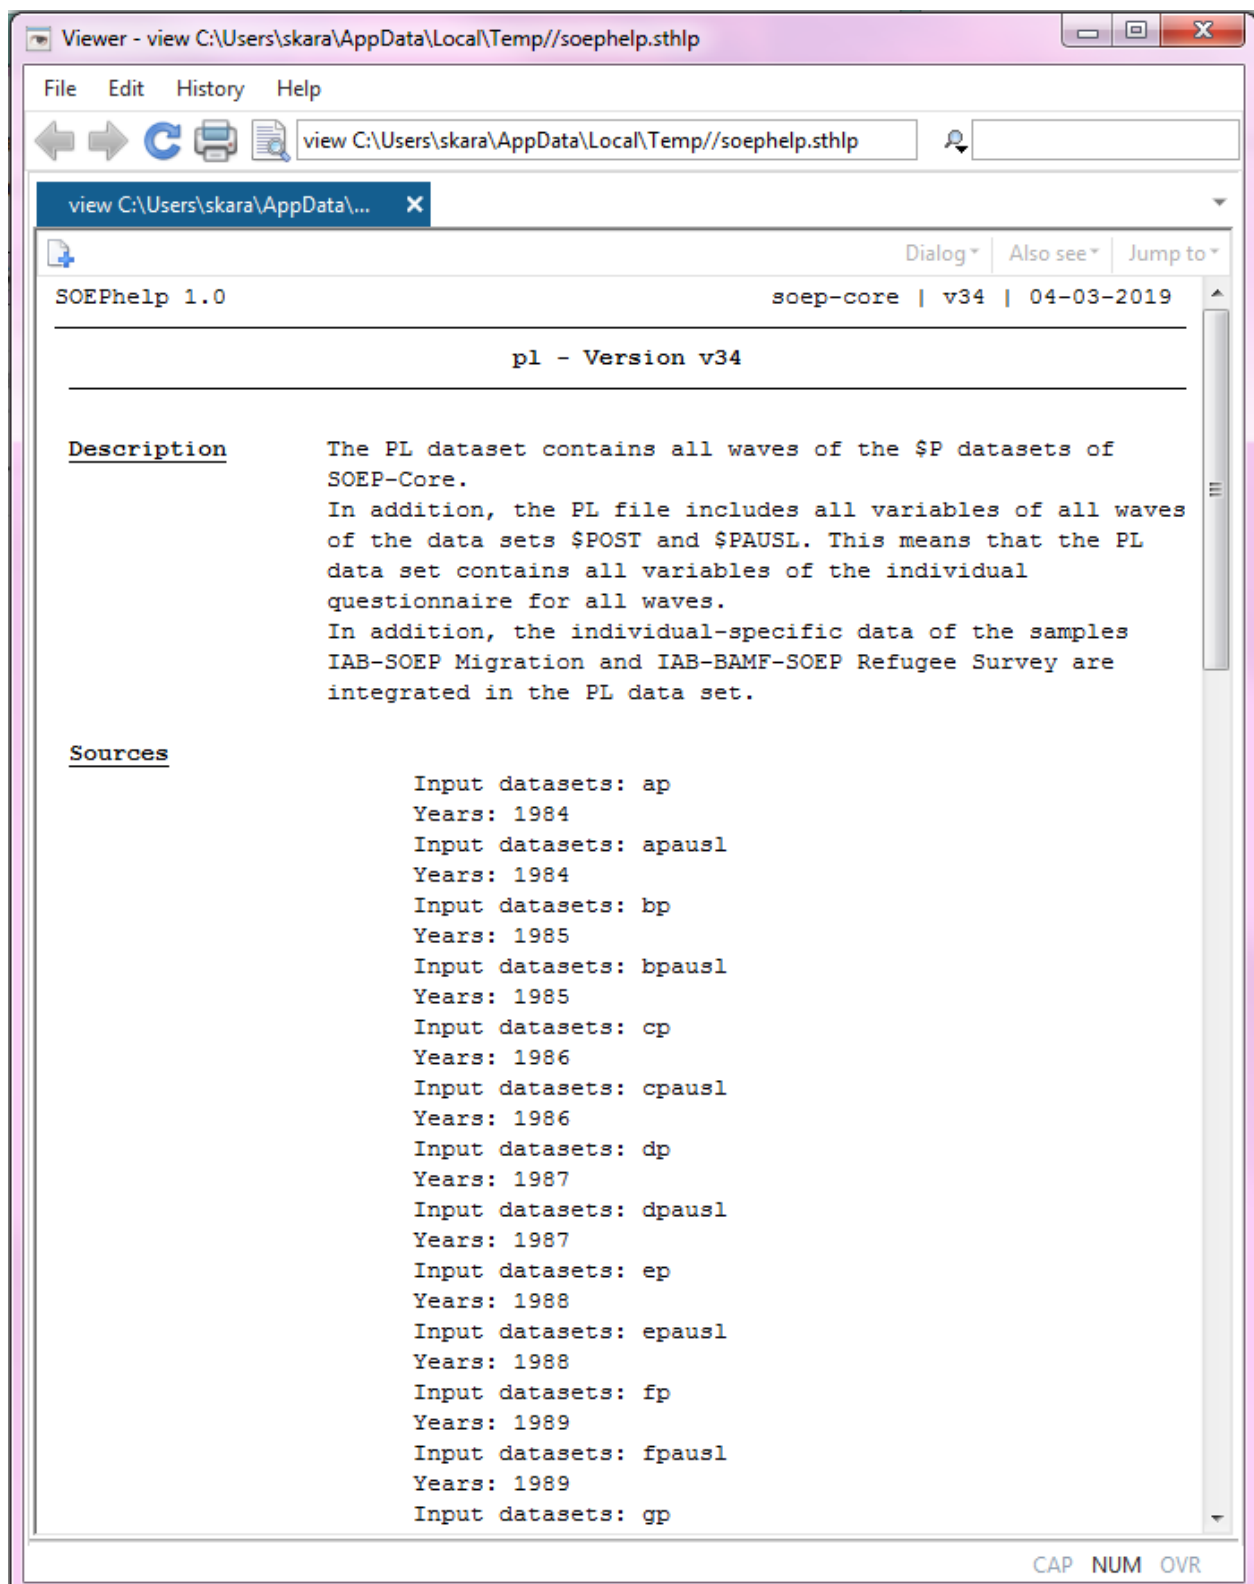 Viewer - view C:\Users\skara\AppData\Local\Temp//soephelp.sthlp
File Edit History Help
view C:\Users\skara\AppData\Local\Temp//soephelp.sthlp
view C:\Users\skara\AppData\...
Dialog Also see Jump to
SOEPhelp 1.0 soep-core | v34 | 04-03-2019
pl - Version v34
Description The PL dataset contains all waves of the $P datasets of
SOEP-Core.
In addition, the PL file includes all variables of all waves
of the data sets $POST and $PAUSL. This means that the PL
data set contains all variables of the individual
questionnaire for all waves.
In addition, the individual-specific data of the samples
IAB-SOEP Migration and IAB-BAMF-SOEP Refugee Survey are
integrated in the PL data set.
Sources
Input datasets: ap
Years: 1984
Input datasets: apausl
Years: 1984
Input datasets: bp
Years: 1985
Input datasets: bpausl
Years: 1985
Input datasets: cp
Years: 1986
Input datasets: cpausl
Years: 1986
Input datasets: dp
Years: 1987
Input datasets: dpausl
Years: 1987
Input datasets: ep
Years: 1988
Input datasets: epausl
Years: 1988
Input datasets: fp
Years: 1989
Input datasets: fpausl
Years: 1989
Input datasets: gp
CAP NUM OVR